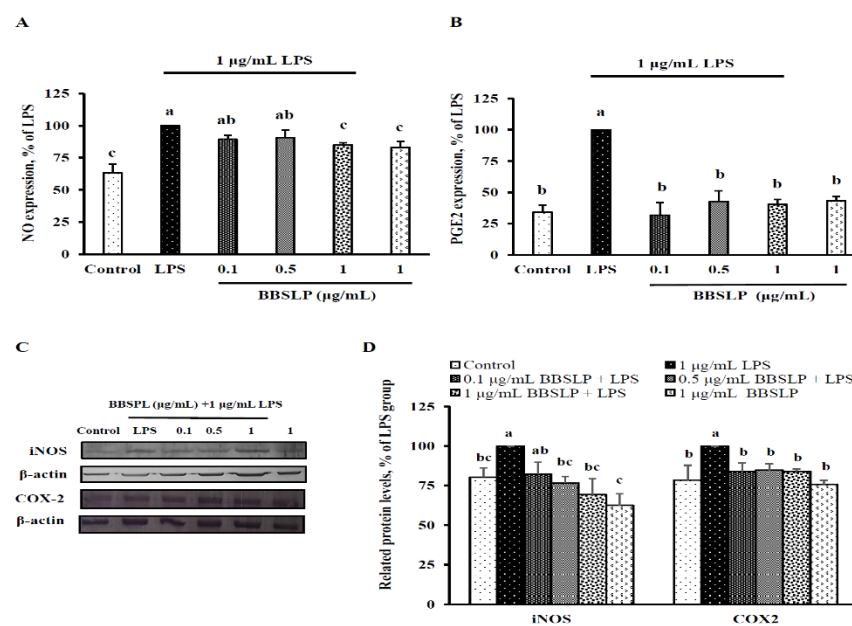 A
1 µg/mL LPS
NO expression, % of LPS
125
100
75
50
25
0
c
a
ab
ab
c
c
Control LPS 0.1 0.5 1 1
BBSLP (µg/mL)
B
1 µg/mL LPS
PGE2 expression, % of LPS
125
100
75
50
25
0
b
a
b
b
b
b
Control LPS 0.1 0.5 1 1
BBSLP (µg/mL)
C
BBSPL (µg/mL) +1 µg/mL LPS
Control LPS 0.1 0.5 1 1
iNOS
β-actin
COX-2
β-actin
D
Control 1 µg/mL LPS
0.1 µg/mL BBSLP + LPS 0.5 µg/mL BBSLP + LPS
1 µg/mL BBSLP + LPS 1 µg/mL BBSLP
Related protein levels, % of LPS group
125
100
75
50
25
0
bc a ab bc bc c
b a b b b b
iNOS COX2